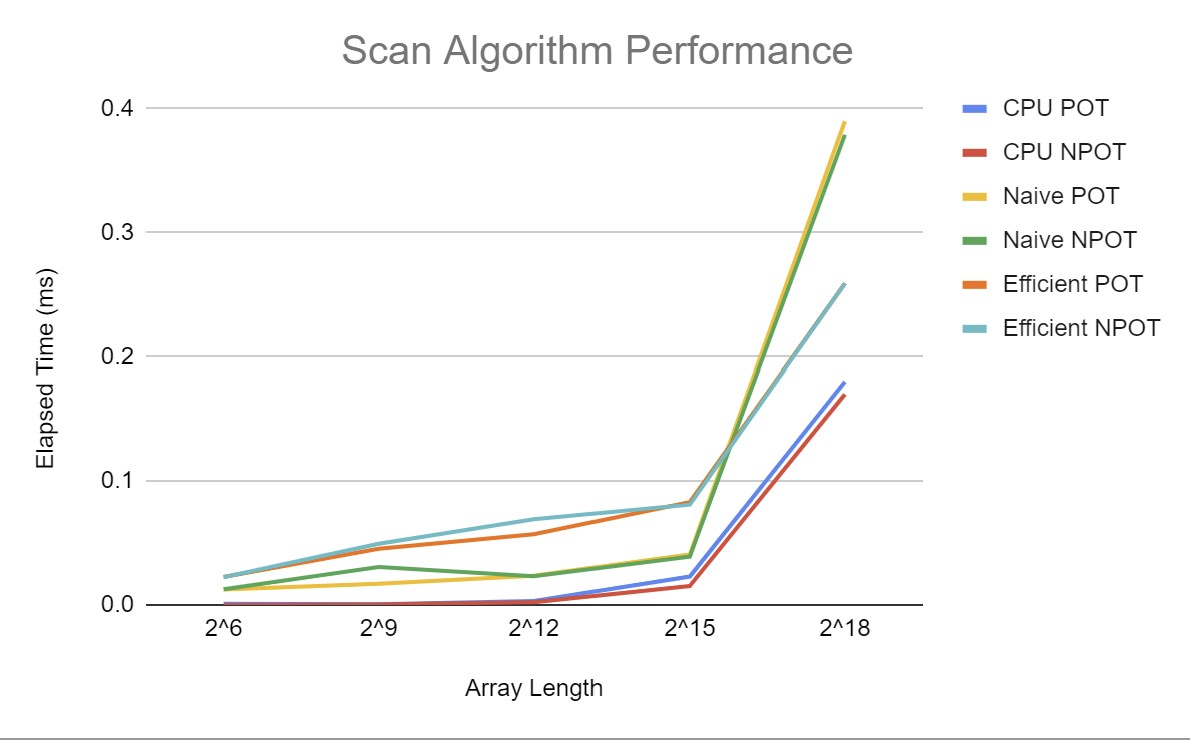 Scan Algorithm Performance
0.4
0.3
0.2
0.1
0.0
Elapsed Time (ms)
2^6
2^9
2^12
2^15
2^18
Array Length
CPU POT
CPU NPOT
Naive POT
Naive NPOT
Efficient POT
Efficient NPOT